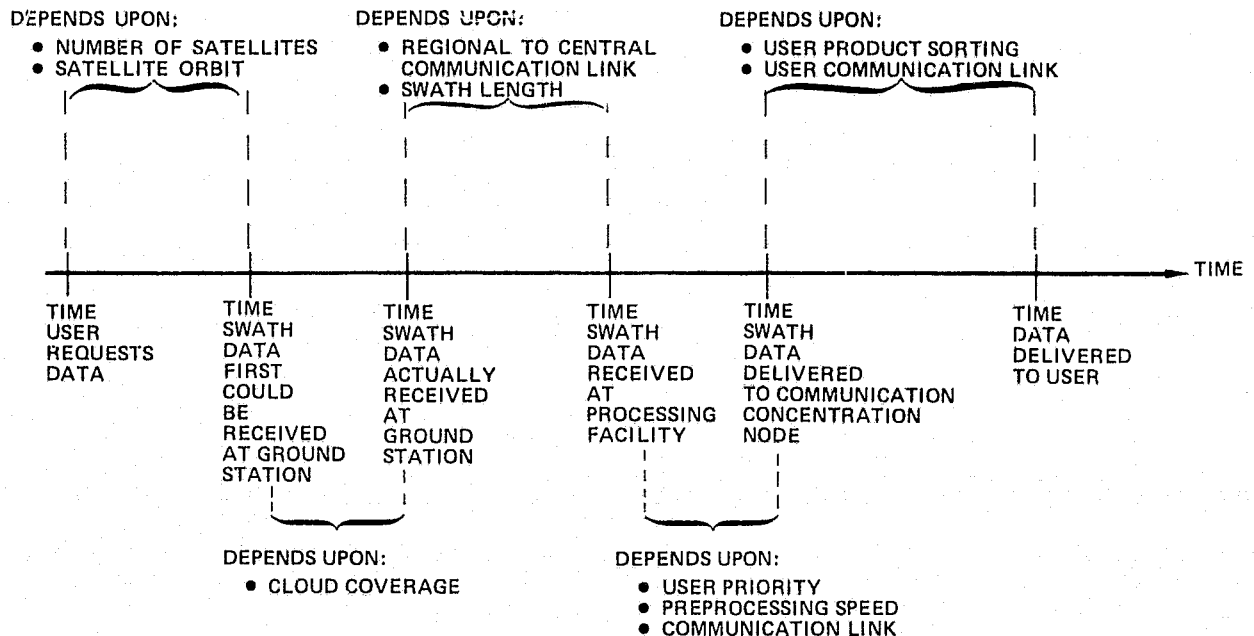 DEPENDS UPON:
• NUMBER OF SATELLITES
• SATELLITE ORBIT
DEPENDS UPON:
• REGIONAL TO CENTRAL
COMMUNICATION LINK
• SWATH LENGTH
DEPENDS UPON:
• USER PRODUCT SORTING
• USER COMMUNICATION LINK
TIME
TIME
USER
REQUESTS
DATA
TIME
SWATH
DATA
FIRST
COULD
BE
RECEIVED
AT GROUND
STATION
TIME
SWATH
DATA
ACTUALLY
RECEIVED
AT
GROUND
STATION
TIME
SWATH
DATA
RECEIVED
AT
PROCESSING
FACILITY
TIME
SWATH
DATA
DELIVERED
TO COMMUNICATION
CONCENTRATION
NODE
TIME
DATA
DELIVERED
TO USER
DEPENDS UPON:
• CLOUD COVERAGE
DEPENDS UPON:
• USER PRIORITY
• PREPROCESSING SPEED
• COMMUNICATION LINK